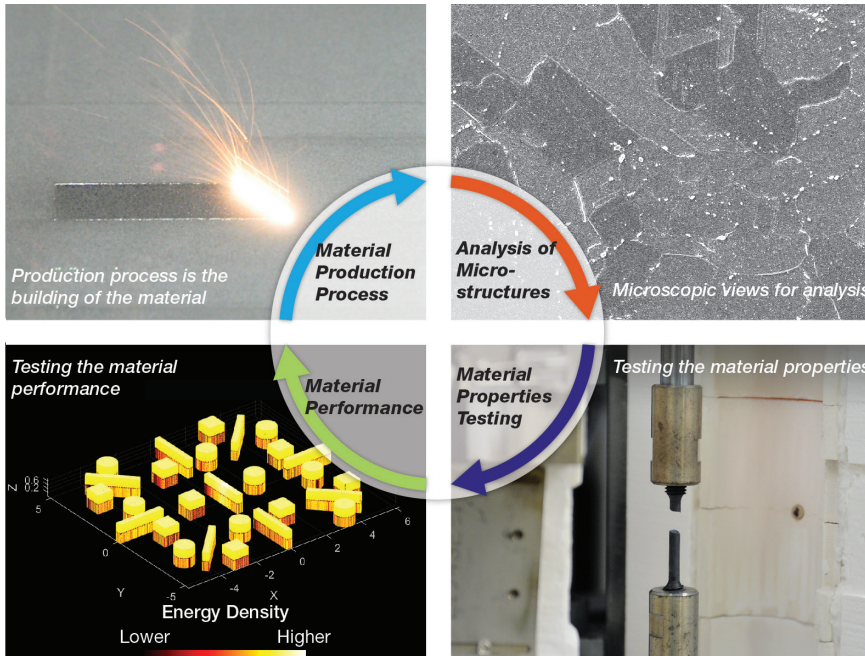 Production process is the
building of the material
Material
Production
Process
Analysis of
Micro-
structures
Microscopic views for analysis
Testing the material
performance
Material
Performance
Material
Properties
Testing
Testing the material properties
Z
0.6
0.2
5
0
-5
Y
-4
-2
0
2
4
6
X
Energy Density
Lower
Higher